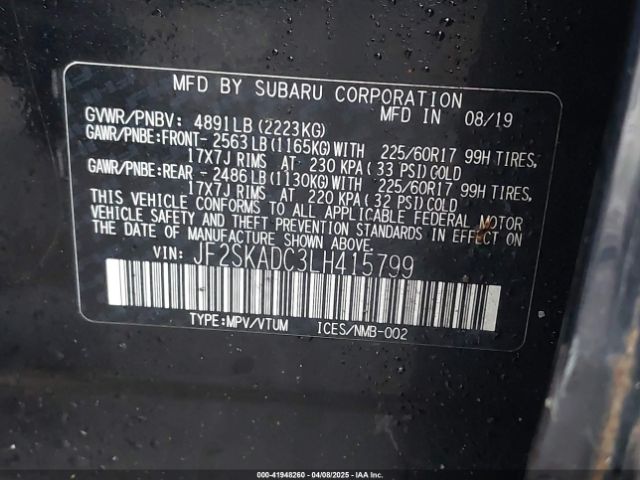 MFD BY SUBARU CORPORATION
GVWR/PNBV: 4891LB(2223KG) MFD IN 08/19
GAWR/PNBE:FRONT- 2563LB(1165KG)WITH 225/60R17 99H TIRES,
17X7J RIMS AT 230 KPA(33 PSI)COLD
GAWR/PNBE:REAR - 2486LB(1130KG)WITH 225/60R17 99H TIRES,
17X7J RIMS AT 220 KPA(32 PSI)COLD
THIS VEHICLE CONFORMS TO ALL APPLICABLE FEDERAL MOTOR
VEHICLE SAFETY AND THEFT PREVENTION STANDARDS IN EFFECT ON
THE DATE OF MANUFACTURE SHOWN ABOVE.
VIN: JF2SKADC3LH415799
TYPE:MPV/VTUM ICES/NMB-002
000-41948260 - 04/08/2025 - IAA Inc.